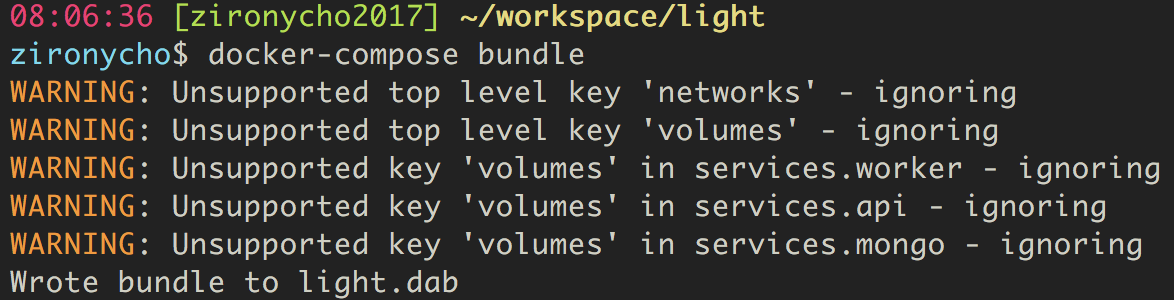 08:06:36 [zironycho2017] ~/workspace/light
zironycho$ docker-compose bundle
WARNING: Unsupported top level key 'networks' - ignoring
WARNING: Unsupported top level key 'volumes' - ignoring
WARNING: Unsupported key 'volumes' in services.worker - ignoring
WARNING: Unsupported key 'volumes' in services.api - ignoring
WARNING: Unsupported key 'volumes' in services.mongo - ignoring
Wrote bundle to light.dab